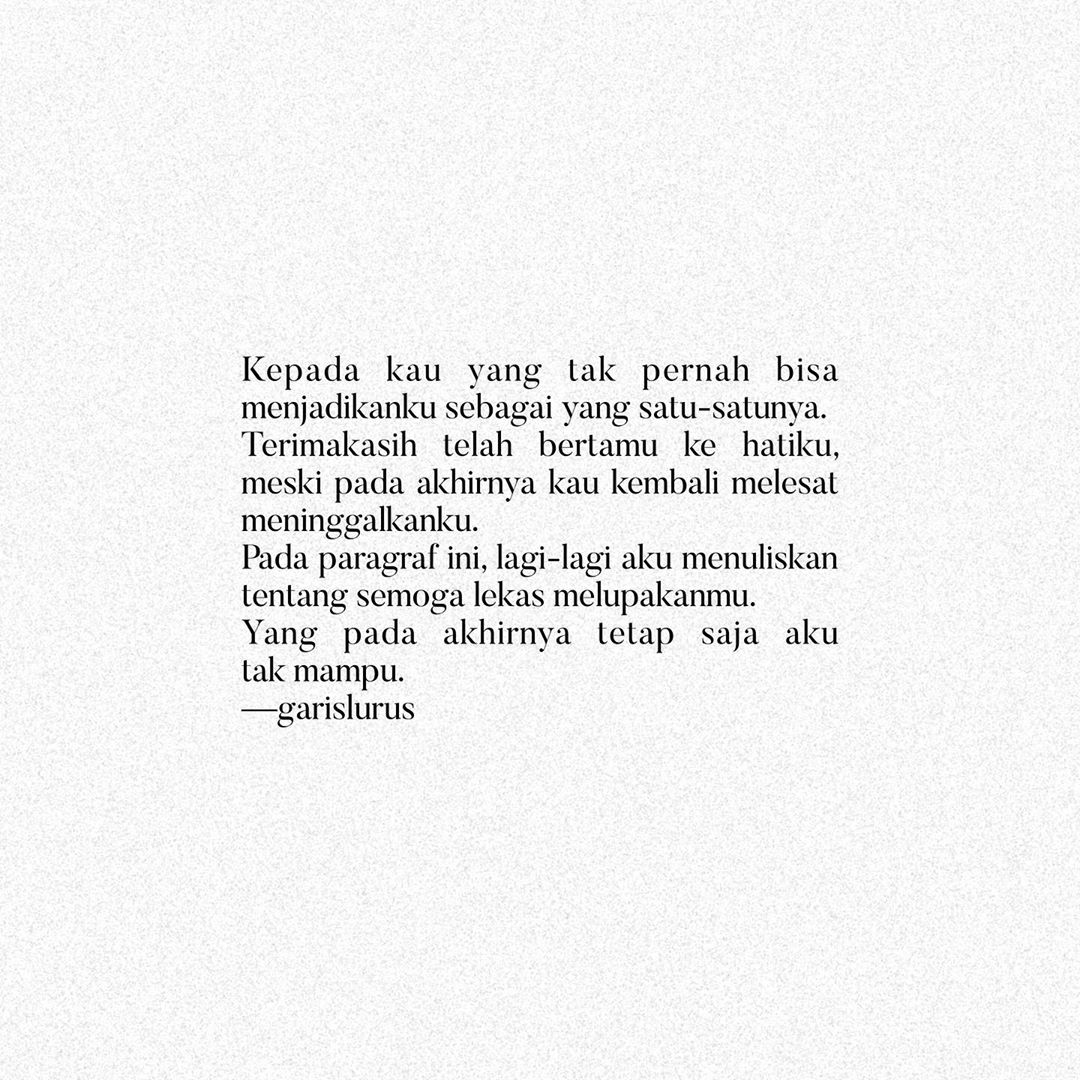 Kepada kau yang tak pernah bisa
menjadikanku sebagai yang satu-satunya.
Terimakasih telah bertamu ke hatiku,
meski pada akhirnya kau kembali melesat
meninggalkanku.
Pada paragraf ini, lagi-lagi aku menuliskan
tentang semoga lekas melupakanmu.
Yang pada akhirnya tetap saja aku
tak mampu.
—garislurus